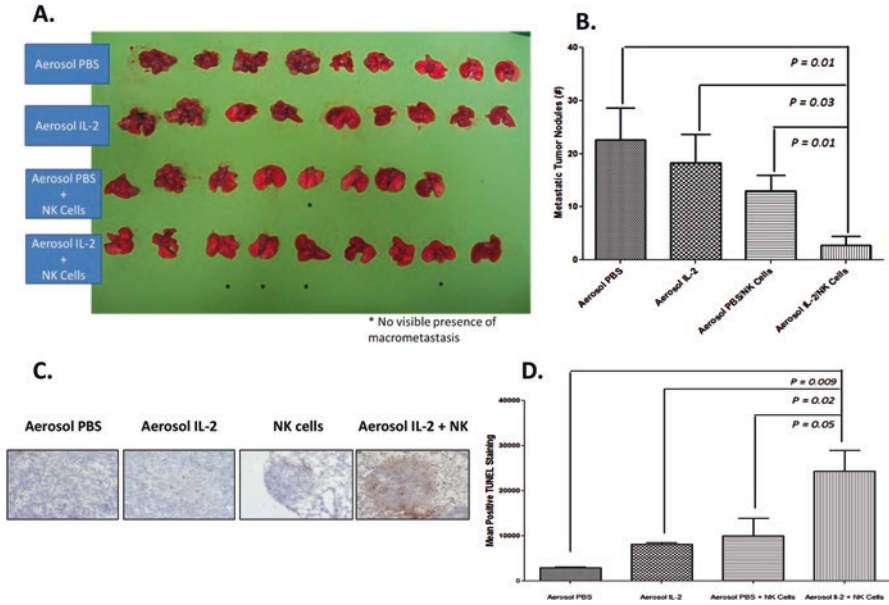 A.
Aerosol PBS
Aerosol IL-2
Aerosol PBS
+
NK Cells
Aerosol IL-2
+
NK Cells
* No visible presence of
macrometastasis
B.
Metastatic Tumor Nodules (#)
40
30
20
10
0
P = 0.01
P = 0.03
P = 0.01
Aerosol PBS
Aerosol IL-2
Aerosol PBS/NK Cells
Aerosol IL-2/NK Cells
C.
Aerosol PBS
Aerosol IL-2
NK cells
Aerosol IL-2 + NK
D.
Mean Positive TUNEL Staining
40000
30000
20000
10000
0
P = 0.009
P = 0.02
P = 0.05
Aerosol PBS
Aerosol IL-2
Aerosol PBS + NK Cells
Aerosol Il-2 + NK Cells